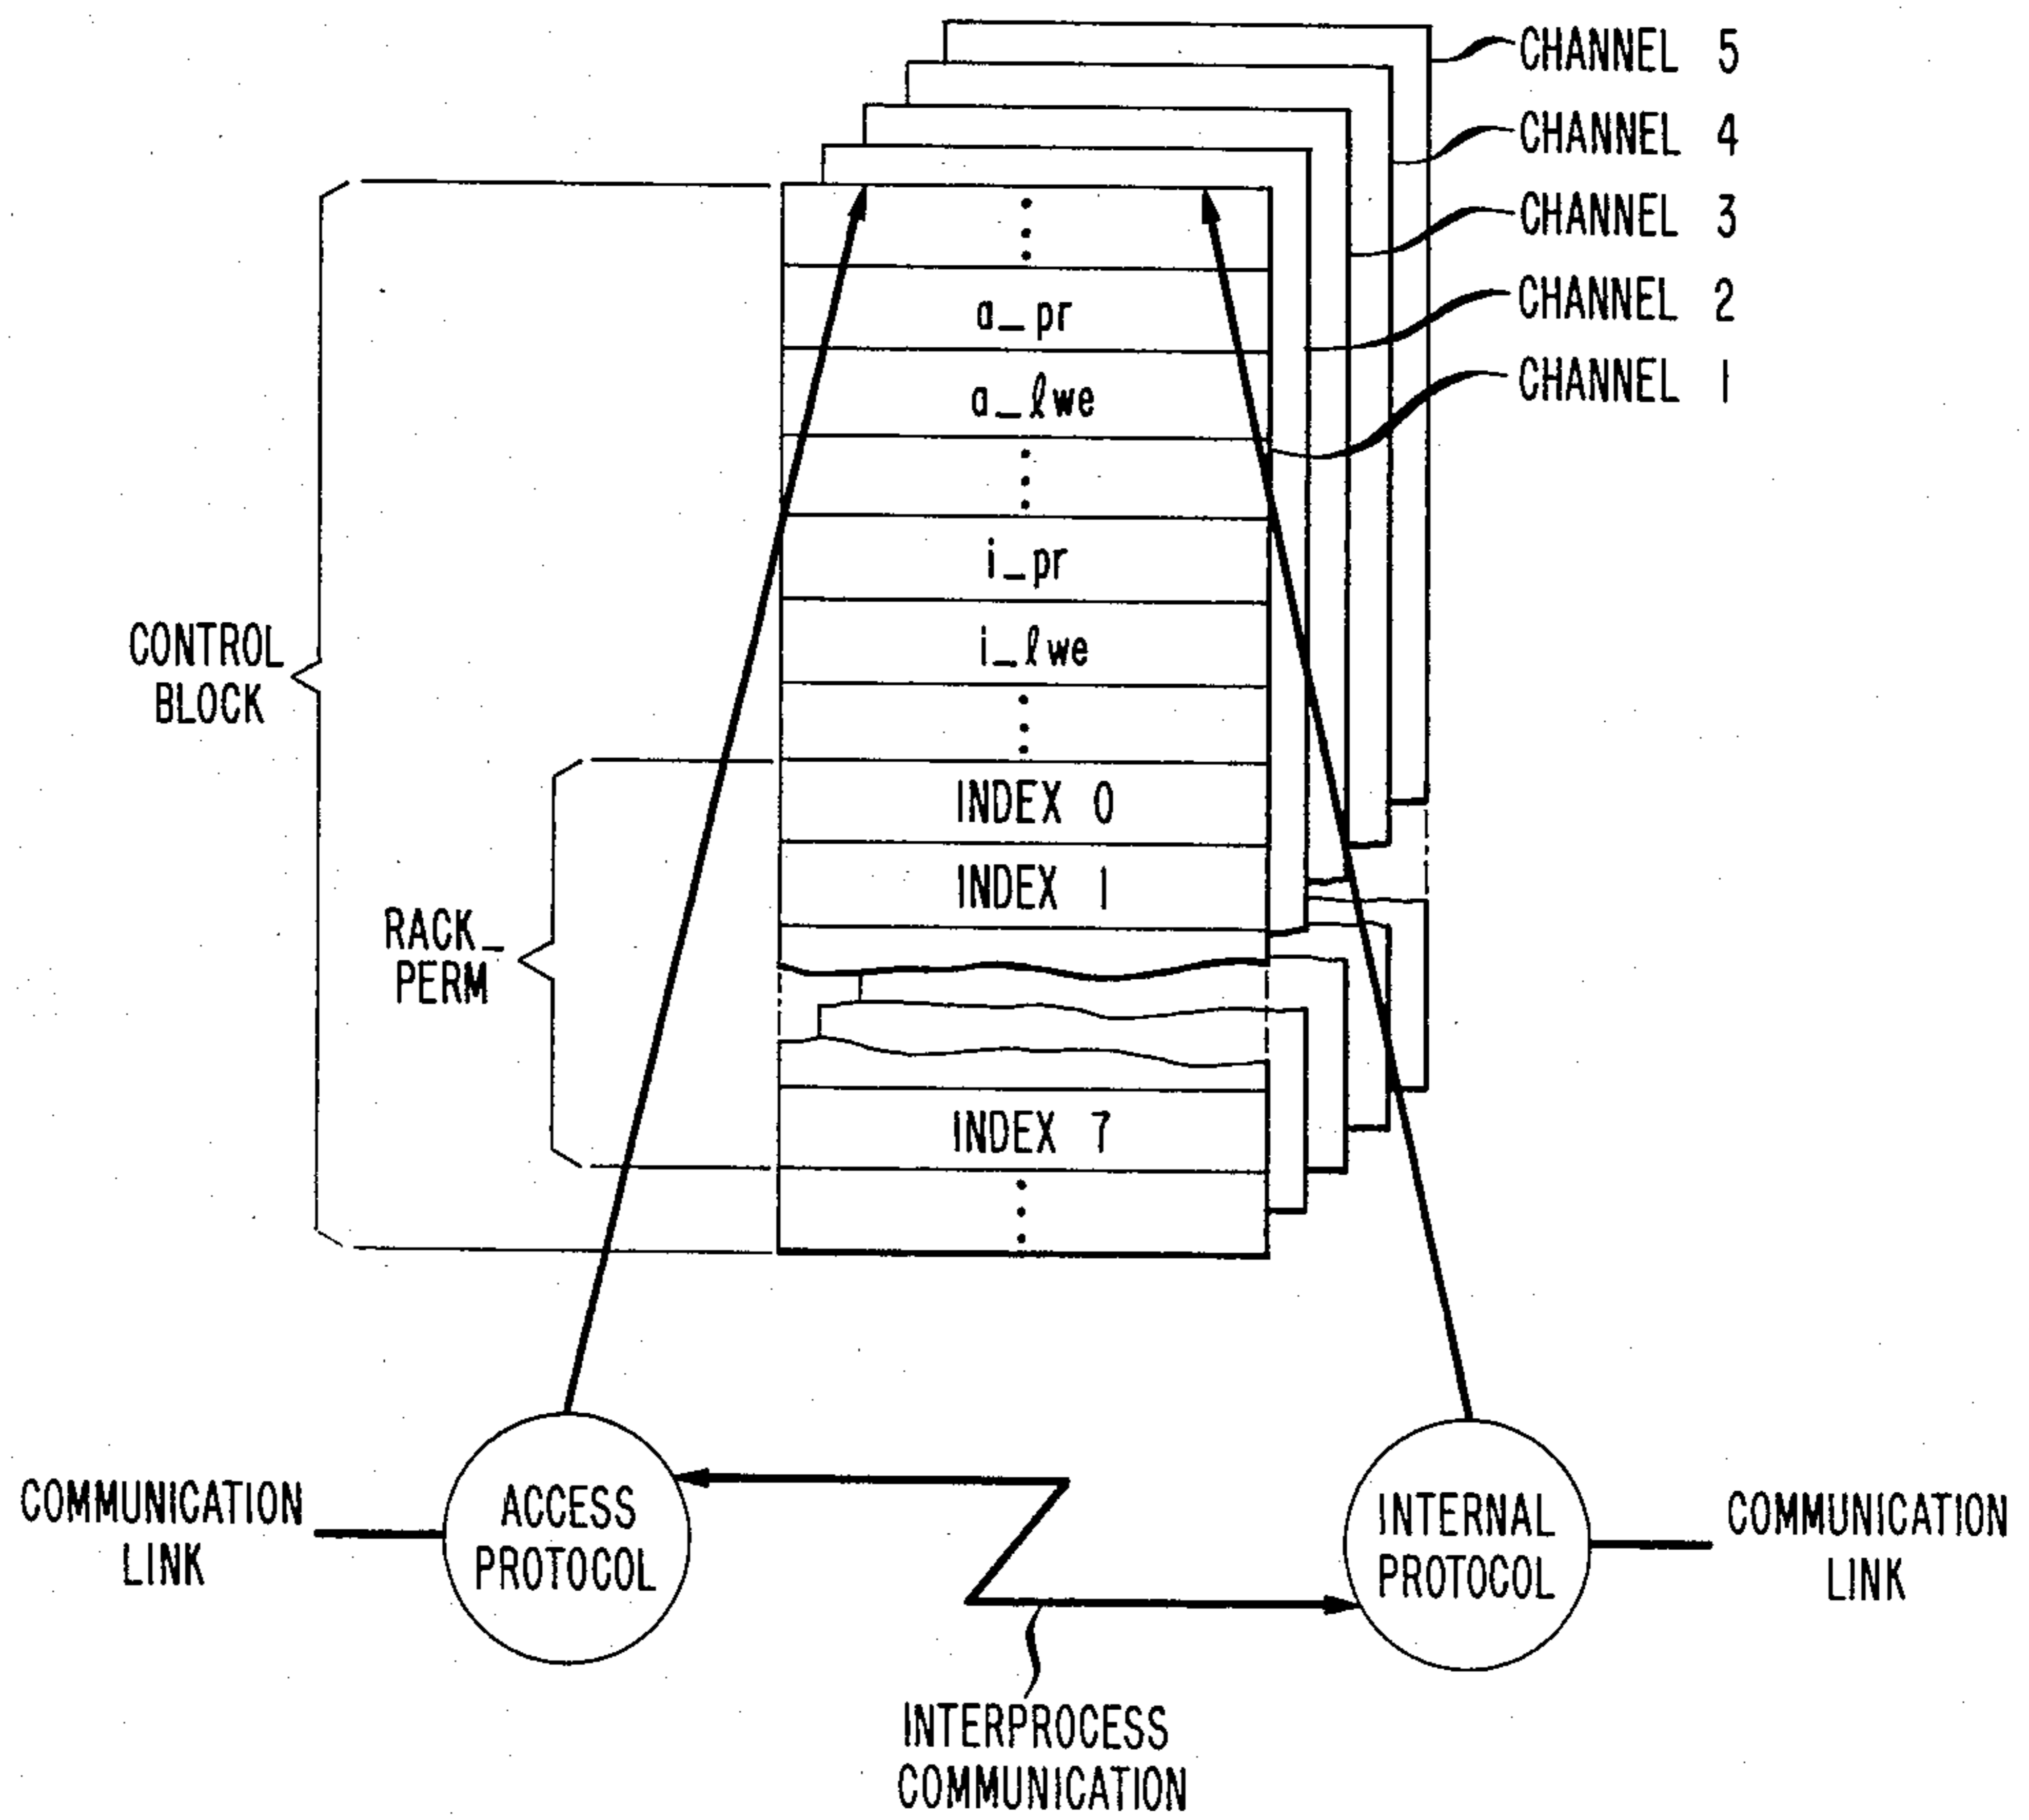 CHANNEL 5
CHANNEL 4
CHANNEL 3
CHANNEL 2
CHANNEL 1
a_pr
a_lwe
i_pr
i_lwe
CONTROL
BLOCK
INDEX 0
INDEX 1
RACK_
PERM
INDEX 7
COMMUNICATION
LINK
ACCESS
PROTOCOL
INTERNAL
PROTOCOL
COMMUNICATION
LINK
INTERPROCESS
COMMUNICATION